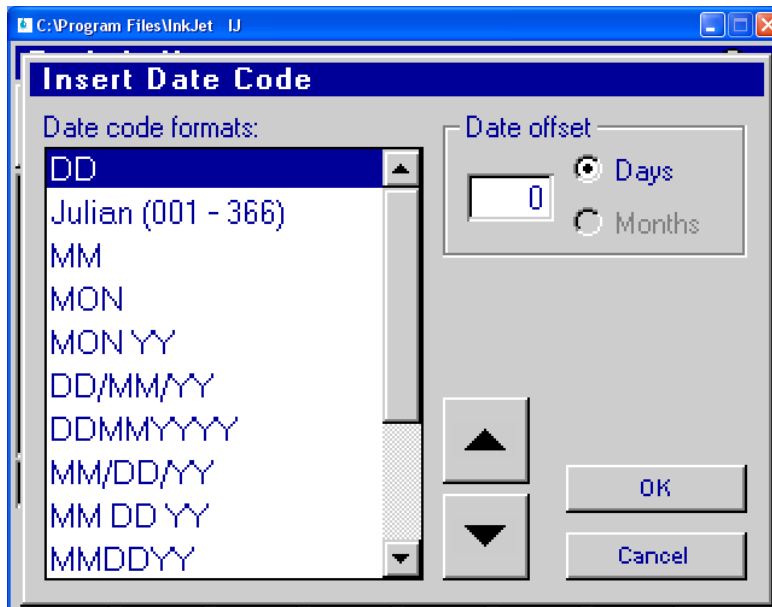 C:\Program Files\InkJet IJ
Insert Date Code
Date code formats:
DD
Julian (001 - 366)
MM
MON
MON YY
DD/MM/YY
DDMMYYYY
MM/DD/YY
MM DD YY
MMDDYY
Date offset
0
Days
Months
OK
Cancel